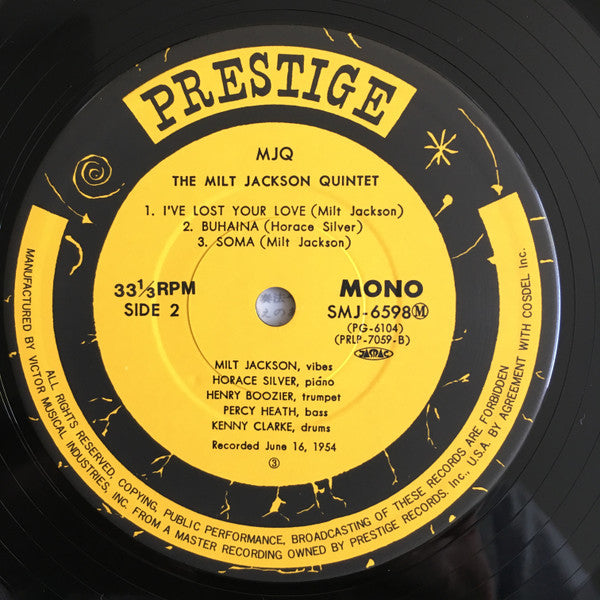 PRESTIGE
MJQ
THE MILT JACKSON QUINTET
1. I'VE LOST YOUR LOVE (Milt Jackson)
2. BUHAINA (Horace Silver)
3. SOMA (Milt Jackson)
33⅓RPM
SIDE 2
MONO
SMJ-6598Ⓜ
(PG-6104)
(PRLP-7059-B)
JASRAC
MILT JACKSON, vibes
HORACE SILVER, piano
HENRY BOOZIER, trumpet
PERCY HEATH, bass
KENNY CLARKE, drums
Recorded June 16, 1954
③
MANUFACTURED BY VICTOR MUSICAL INDUSTRIES, INC. FROM A MASTER RECORDING OWNED BY PRESTIGE RECORDS. Inc., U.S.A. BY AGREEMENT WITH COSDEL Inc.
ALL RIGHTS RESERVED, COPYING, PUBLIC PERFORMANCE, BROADCASTING OF THESE RECORDS ARE FORBIDDEN